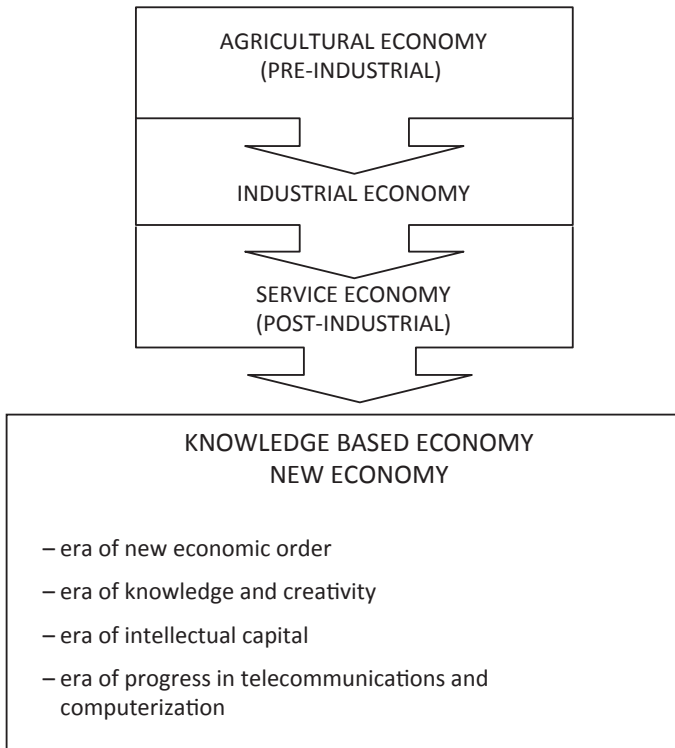 AGRICULTURAL ECONOMY
(PRE-INDUSTRIAL)
INDUSTRIAL ECONOMY
SERVICE ECONOMY
(POST-INDUSTRIAL)
KNOWLEDGE BASED ECONOMY
NEW ECONOMY
– era of new economic order
– era of knowledge and creativity
– era of intellectual capital
– era of progress in telecommunications and
computerization